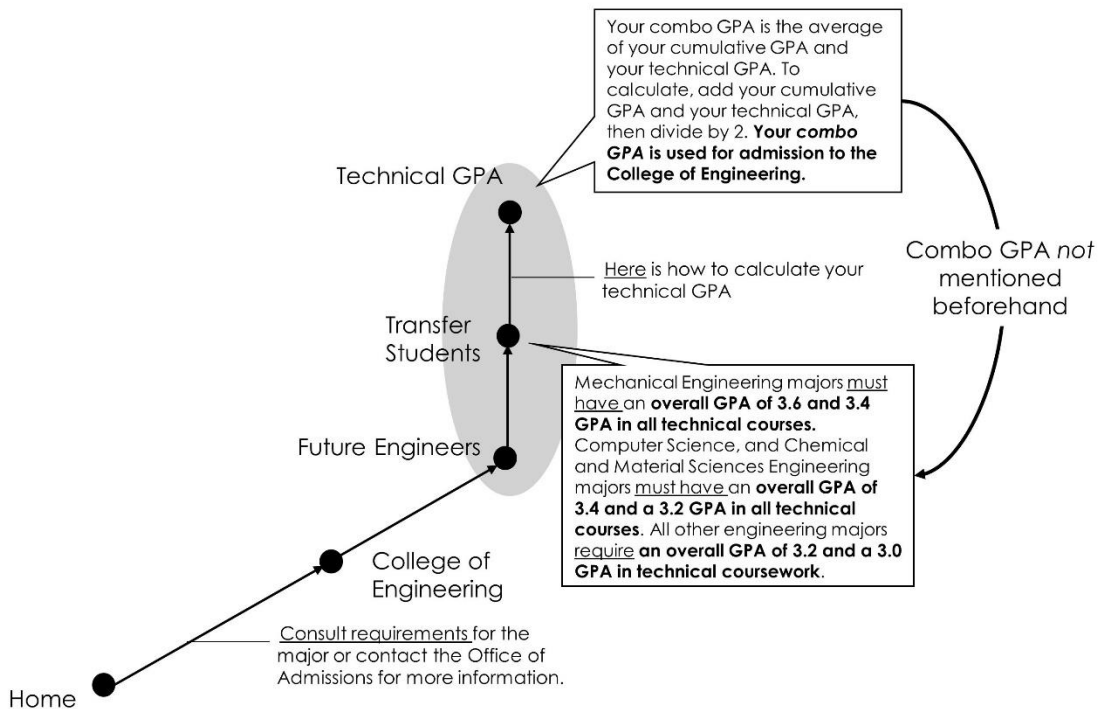 Your combo GPA is the average
of your cumulative GPA and
your technical GPA. To
calculate, add your cumulative
GPA and your technical GPA,
then divide by 2. Your combo
GPA is used for admission to the
College of Engineering.
Technical GPA
Combo GPA not
mentioned
beforehand
Here is how to calculate your
technical GPA
Transfer
Students
Mechanical Engineering majors must
have an overall GPA of 3.6 and 3.4
GPA in all technical courses.
Computer Science, and Chemical
and Material Sciences Engineering
majors must have an overall GPA of
3.4 and a 3.2 GPA in all technical
courses. All other engineering majors
require an overall GPA of 3.2 and a 3.0
GPA in technical coursework.
Future Engineers
College of
Engineering
Consult requirements for the
major or contact the Office of
Admissions for more information.
Home